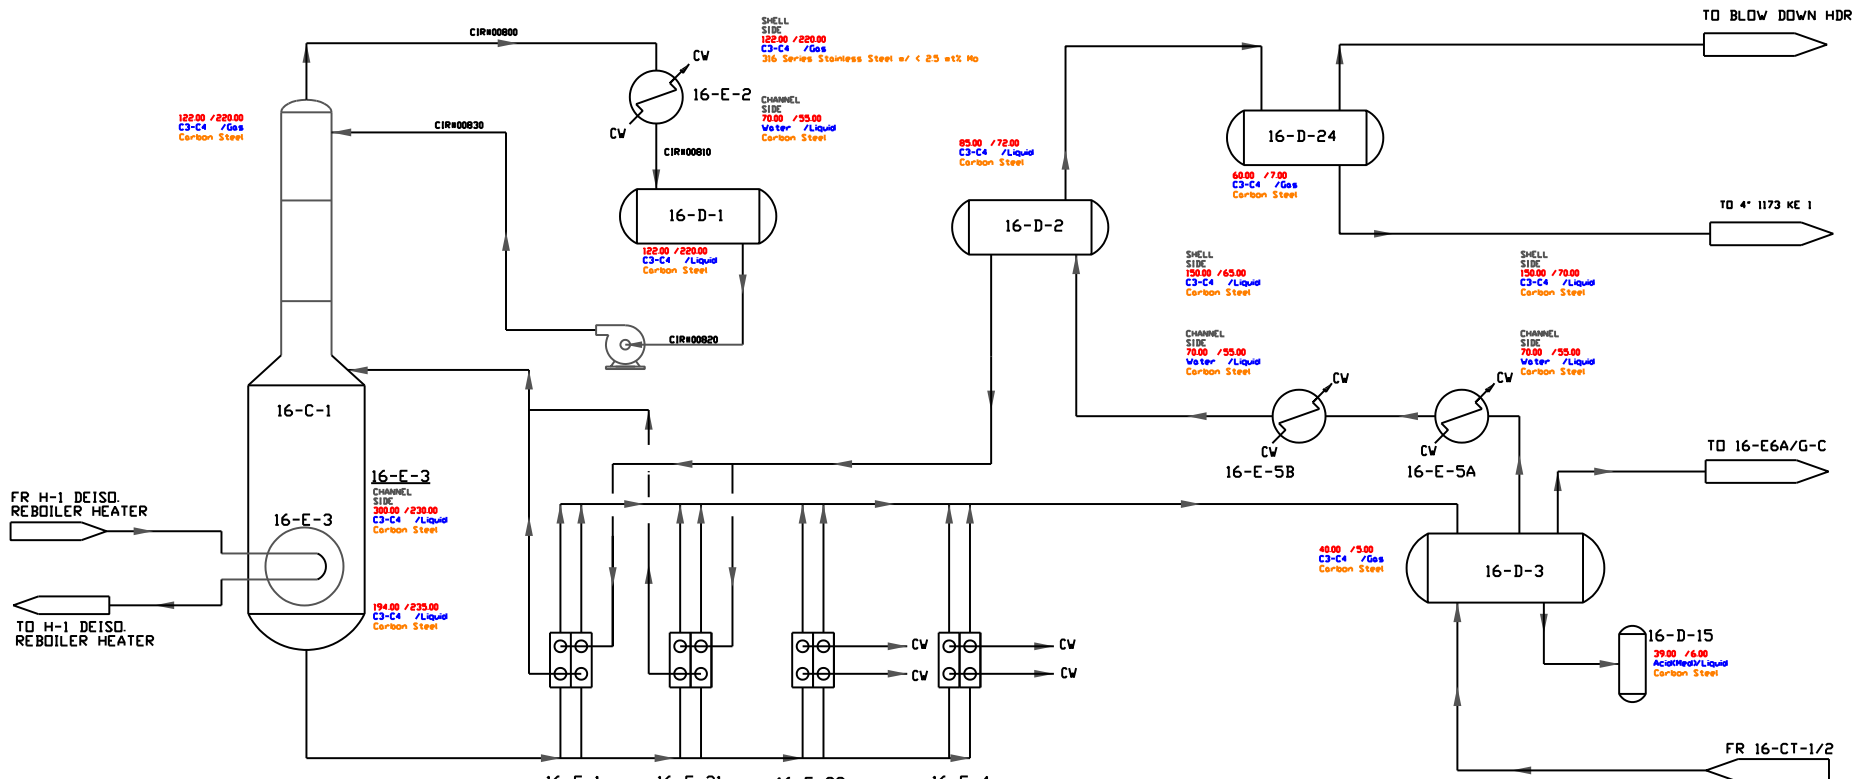 TO BLOW DOWN HDR
CIR#00800
SHELL
SIDE
122.00 /220.00
C3-C4 /Gas
316 Series Stainless Steel w/ < 2.5 wt% Mo
CW
16-E-2
CHANNEL
SIDE
70.00 /55.00
Water /Liquid
Carbon Steel
CW
122.00 /220.00
C3-C4 /Gas
Carbon Steel
CIR#00830
CIR#00810
85.00 /72.00
C3-C4 /Liquid
Carbon Steel
16-D-24
60.00 /7.00
C3-C4 /Gas
Carbon Steel
16-D-1
16-D-2
TO 4" 1173 KE 1
122.00 /220.00
C3-C4 /Liquid
Carbon Steel
SHELL
SIDE
150.00 /65.00
C3-C4 /Liquid
Carbon Steel
SHELL
SIDE
150.00 /70.00
C3-C4 /Liquid
Carbon Steel
CIR#00820
CHANNEL
SIDE
70.00 /55.00
Water /Liquid
Carbon Steel
CHANNEL
SIDE
70.00 /55.00
Water /Liquid
Carbon Steel
CW
CW
16-C-1
CW
CW
16-E-5B
16-E-5A
TO 16-E6A/G-C
16-E-3
CHANNEL
SIDE
300.00 /230.00
C3-C4 /Liquid
Carbon Steel
FR H-1 DEISO.
REBOILER HEATER
16-E-3
40.00 /5.00
C3-C4 /Gas
Carbon Steel
16-D-3
194.00 /235.00
C3-C4 /Liquid
Carbon Steel
TO H-1 DEISO.
REBOILER HEATER
CW
CW
CW
CW
16-D-15
39.00 /6.00
Acid(Med)/Liquid
Carbon Steel
FR 16-CT-1/2